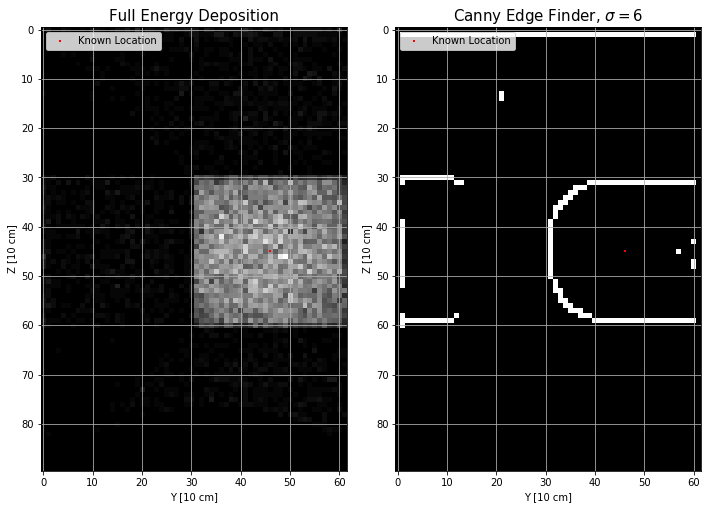 Full Energy Deposition
Known Location
0
10
20
30
40
50
60
70
80
Z [10 cm]
0 10 20 30 40 50 60
Y [10 cm]
Canny Edge Finder, σ = 6
Known Location
0
10
20
30
40
50
60
70
80
Z [10 cm]
0 10 20 30 40 50 60
Y [10 cm]